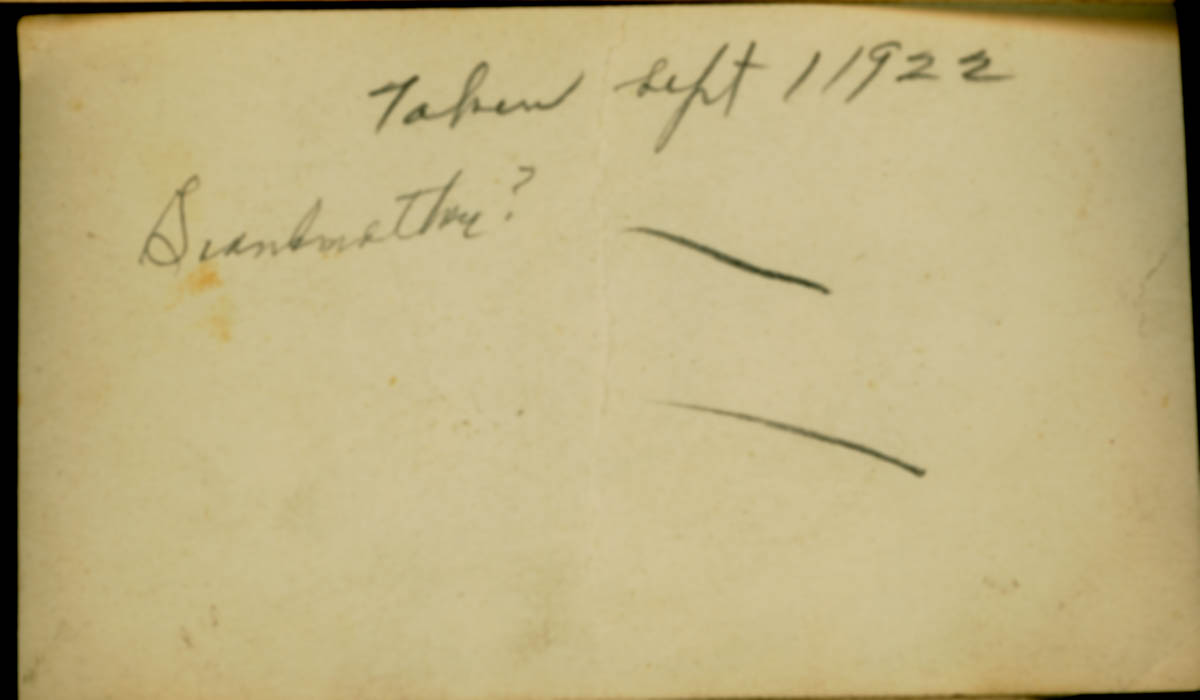 Taken sept 1 1922
Grandmother?